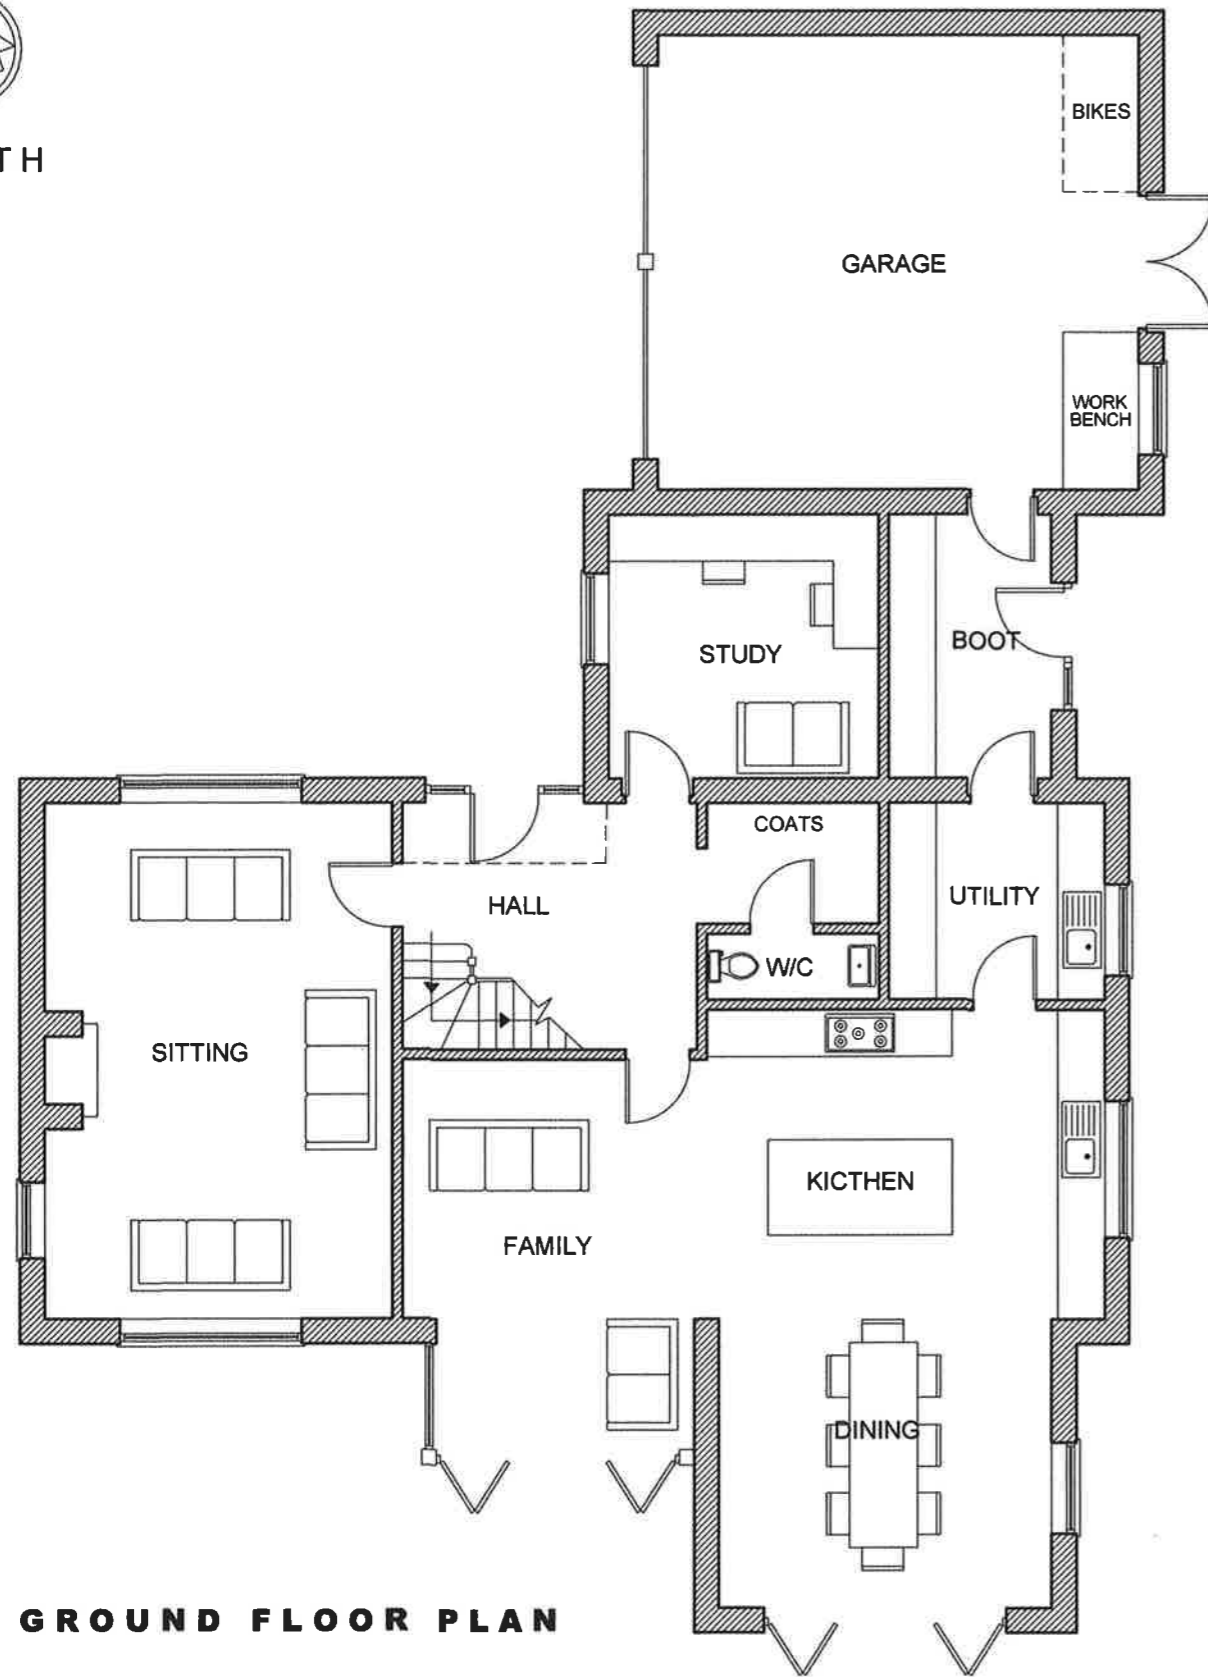 TH
BIKES
GARAGE
WORK
BENCH
STUDY
BOOT
COATS
HALL
UTILITY
W/C
SITTING
KICTHEN
FAMILY
DINING
GROUND FLOOR PLAN